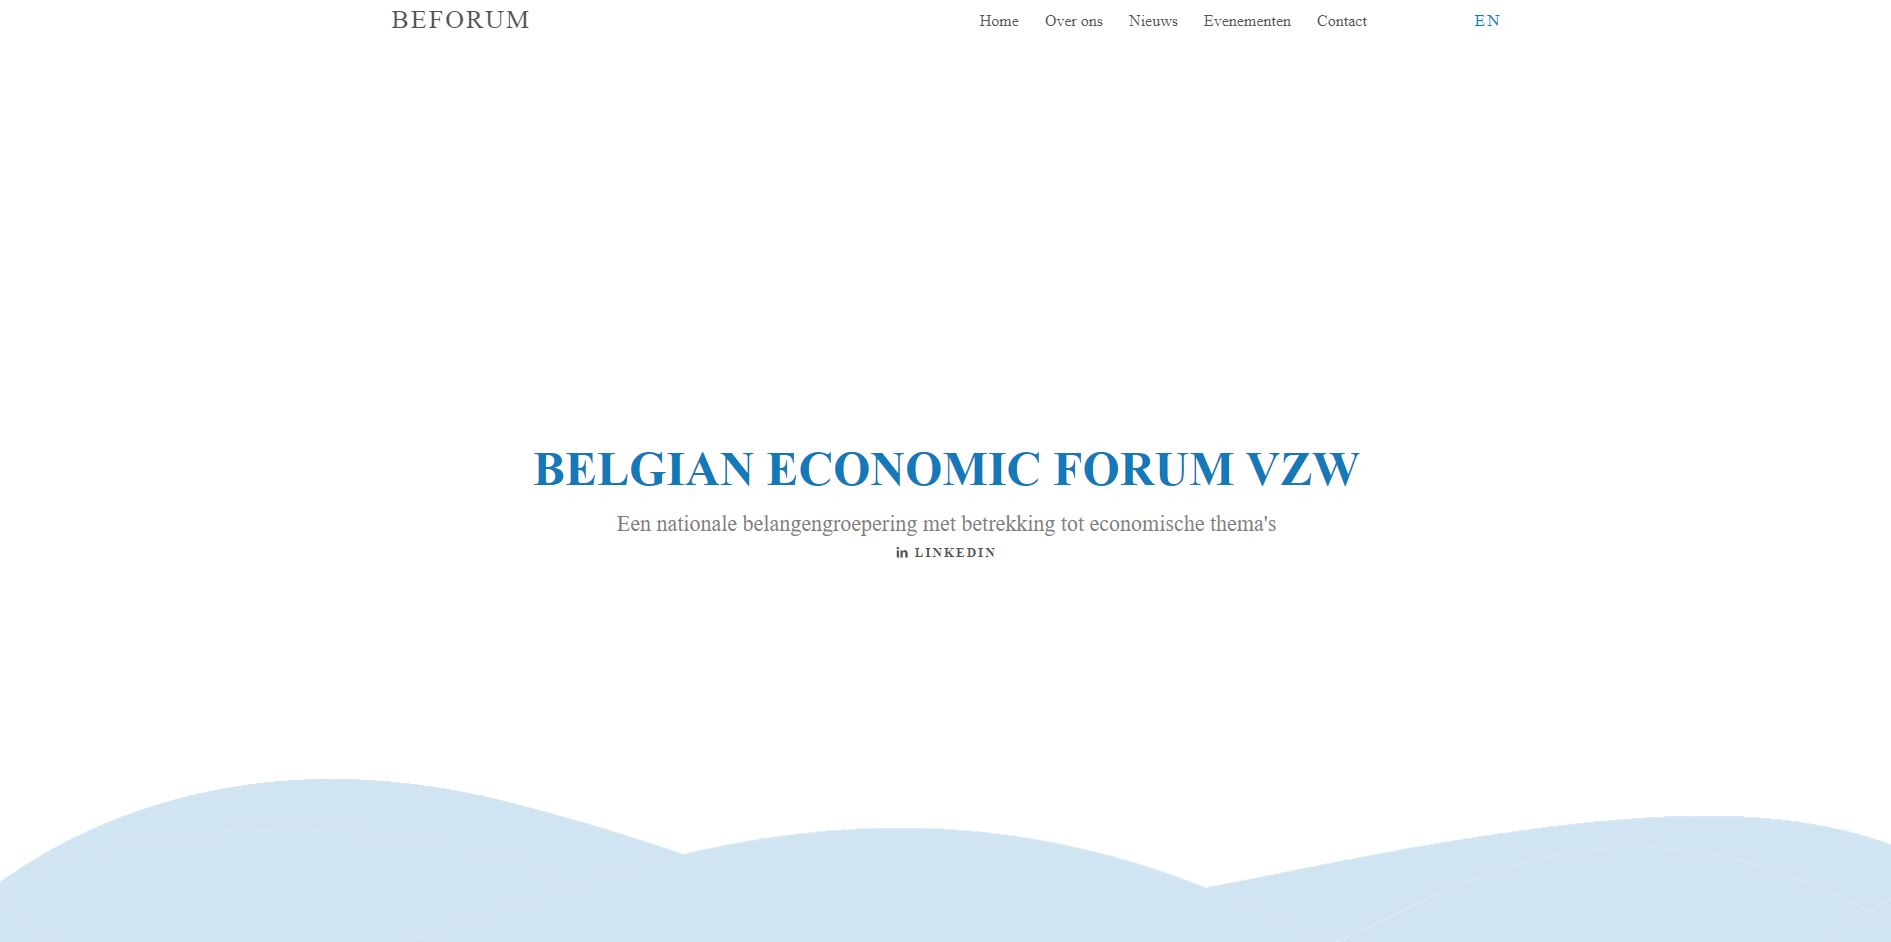 BEFORUM
Home Over ons Nieuws Evenementen Contact EN
BELGIAN ECONOMIC FORUM VZW
Een nationale belangengroepering met betrekking tot economische thema's
in LINKEDIN